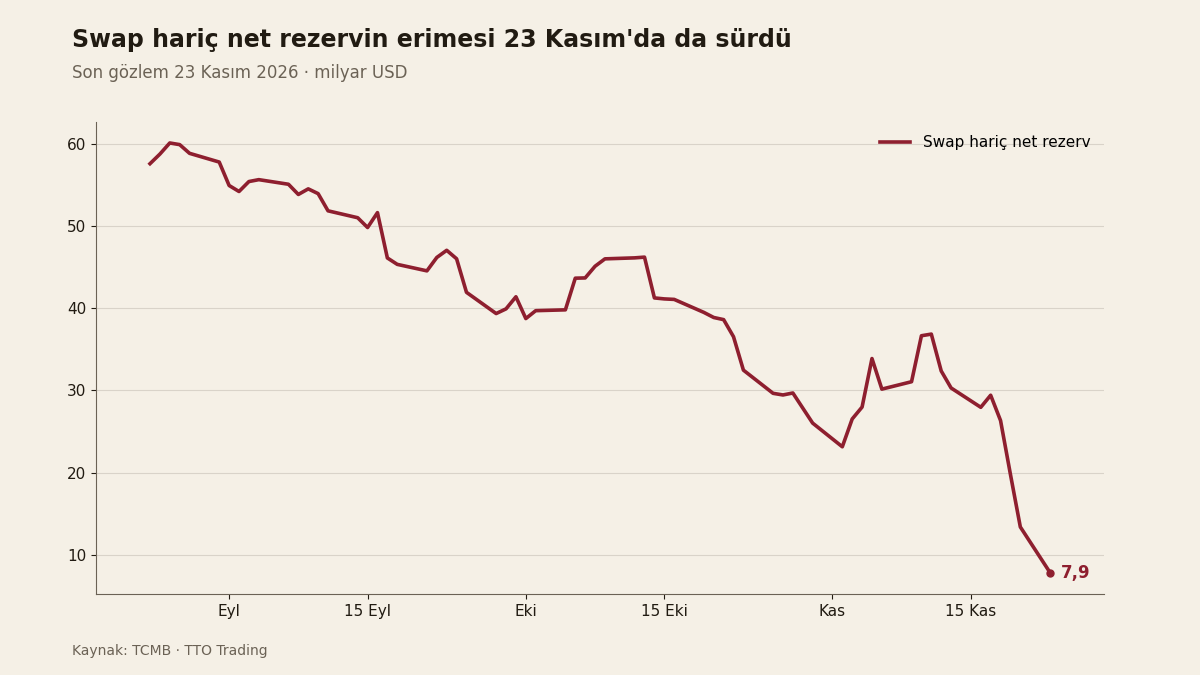 Swap hariç net rezervin erimesi 23 Kasım'da da sürdü
Son gözlem 23 Kasım 2026 · milyar USD
60
Swap hariç net rezerv
50
40
30
20
10
7,9
Eyl
15 Eyl
Eki
15 Eki
Kas
15 Kas
Kaynak: TCMB · TTO Trading